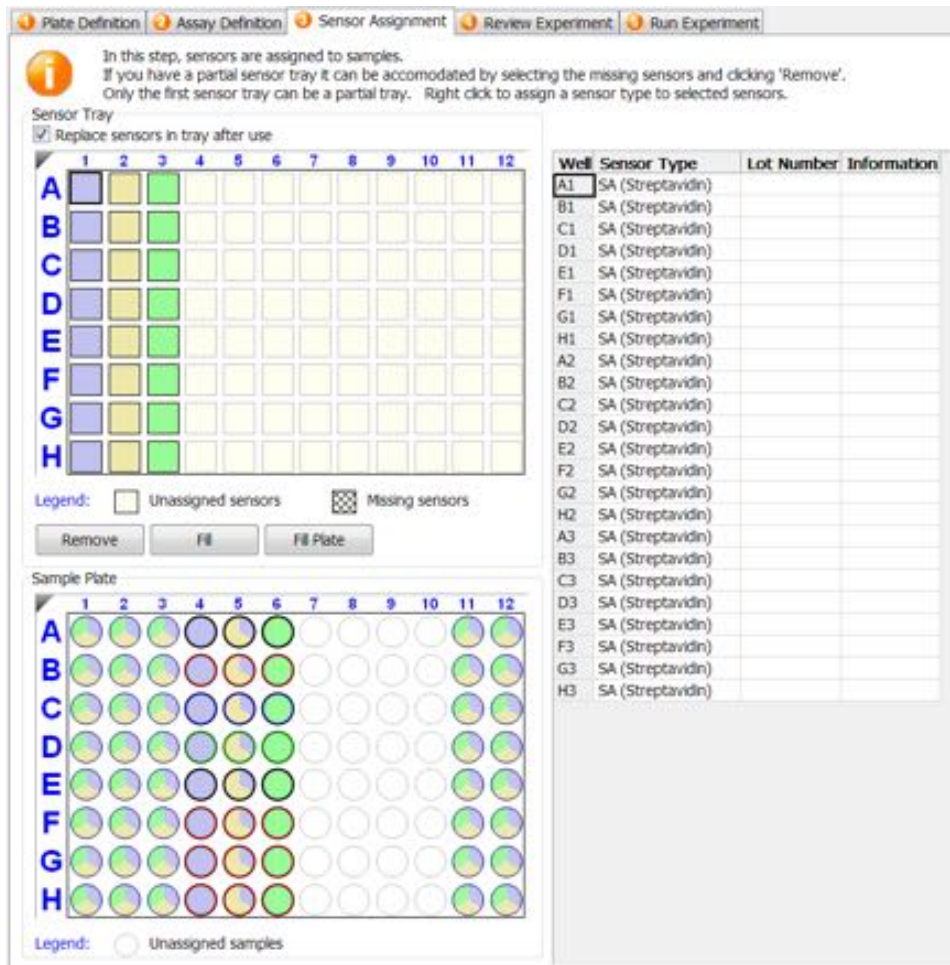 Plate Definition Assay Definition Sensor Assignment Review Experiment Run Experiment
In this step, sensors are assigned to samples.
If you have a partial sensor tray it can be accomodated by selecting the missing sensors and clicking 'Remove'.
Only the first sensor tray can be a partial tray. Right click to assign a sensor type to selected sensors.
Sensor Tray
Replace sensors in tray after use
1 2 3 4 5 6 7 8 9 10 11 12
A
B
C
D
E
F
G
H
Legend: Unassigned sensors Missing sensors
Remove Fill Fill Plate
Sample Plate
1 2 3 4 5 6 7 8 9 10 11 12
A
B
C
D
E
F
G
H
Legend: Unassigned samples
Well Sensor Type Lot Number Information
A1 SA (Streptavidin)
B1 SA (Streptavidin)
C1 SA (Streptavidin)
D1 SA (Streptavidin)
E1 SA (Streptavidin)
F1 SA (Streptavidin)
G1 SA (Streptavidin)
H1 SA (Streptavidin)
A2 SA (Streptavidin)
B2 SA (Streptavidin)
C2 SA (Streptavidin)
D2 SA (Streptavidin)
E2 SA (Streptavidin)
F2 SA (Streptavidin)
G2 SA (Streptavidin)
H2 SA (Streptavidin)
A3 SA (Streptavidin)
B3 SA (Streptavidin)
C3 SA (Streptavidin)
D3 SA (Streptavidin)
E3 SA (Streptavidin)
F3 SA (Streptavidin)
G3 SA (Streptavidin)
H3 SA (Streptavidin)